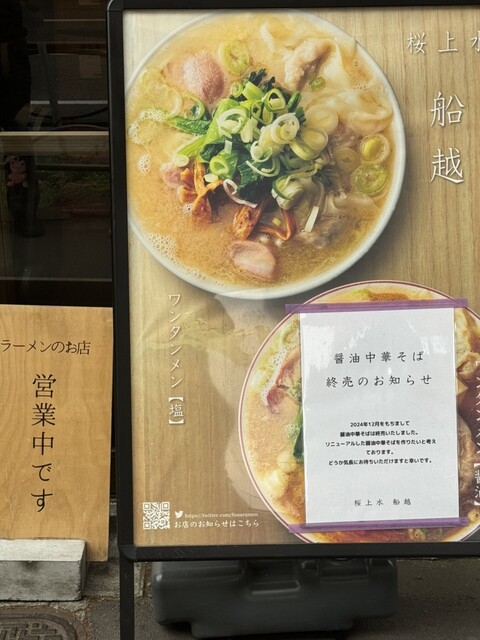 桜上水
船越
ワンタンメン【塩】
ラーメンのお店
営業中です
醤油中華そば
終売のお知らせ
2024年12月をもちまして
醤油中華そばは終売いたしました。
リニューアルした醤油中華そばを作りたいと考え
ております。
どうか気長にお待ちいただけますと幸いです。
桜上水 船越
お店のお知らせはこちら